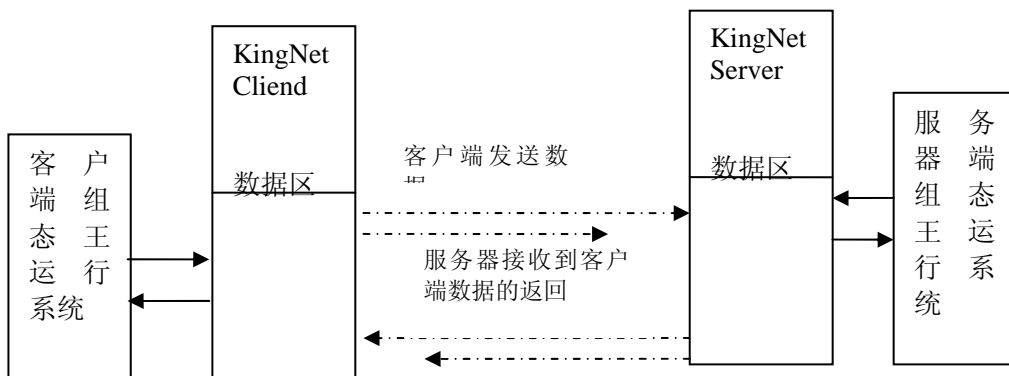 KingNet
Cliend
数据区
KingNet
Server
数据区
客 户
端 组
态 王
运 行
系统
客户端发送数
服务器接收到客户
端数据的返回
服 务
器 端
组 态
王 运
行 系
统